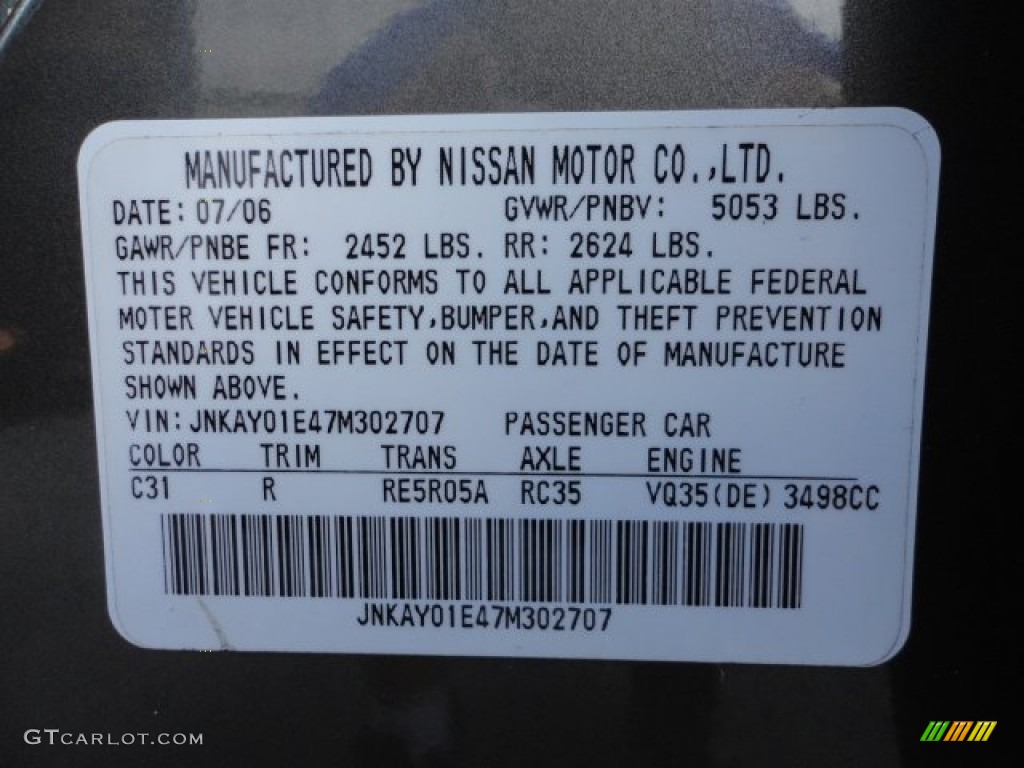 MANUFACTURED BY NISSAN MOTOR CO.,LTD.
DATE: 07/06 GVWR/PNBV: 5053 LBS.
GAWR/PNBE FR: 2452 LBS. RR: 2624 LBS.
THIS VEHICLE CONFORMS TO ALL APPLICABLE FEDERAL
MOTER VEHICLE SAFETY,BUMPER,AND THEFT PREVENTION
STANDARDS IN EFFECT ON THE DATE OF MANUFACTURE
SHOWN ABOVE.
VIN: JNKAY01E47M302707 PASSENGER CAR
COLOR TRIM TRANS AXLE ENGINE
C31 R RE5R05A RC35 VQ35(DE) 3498CC
JNKAY01E47M302707
GTCARLOT.COM